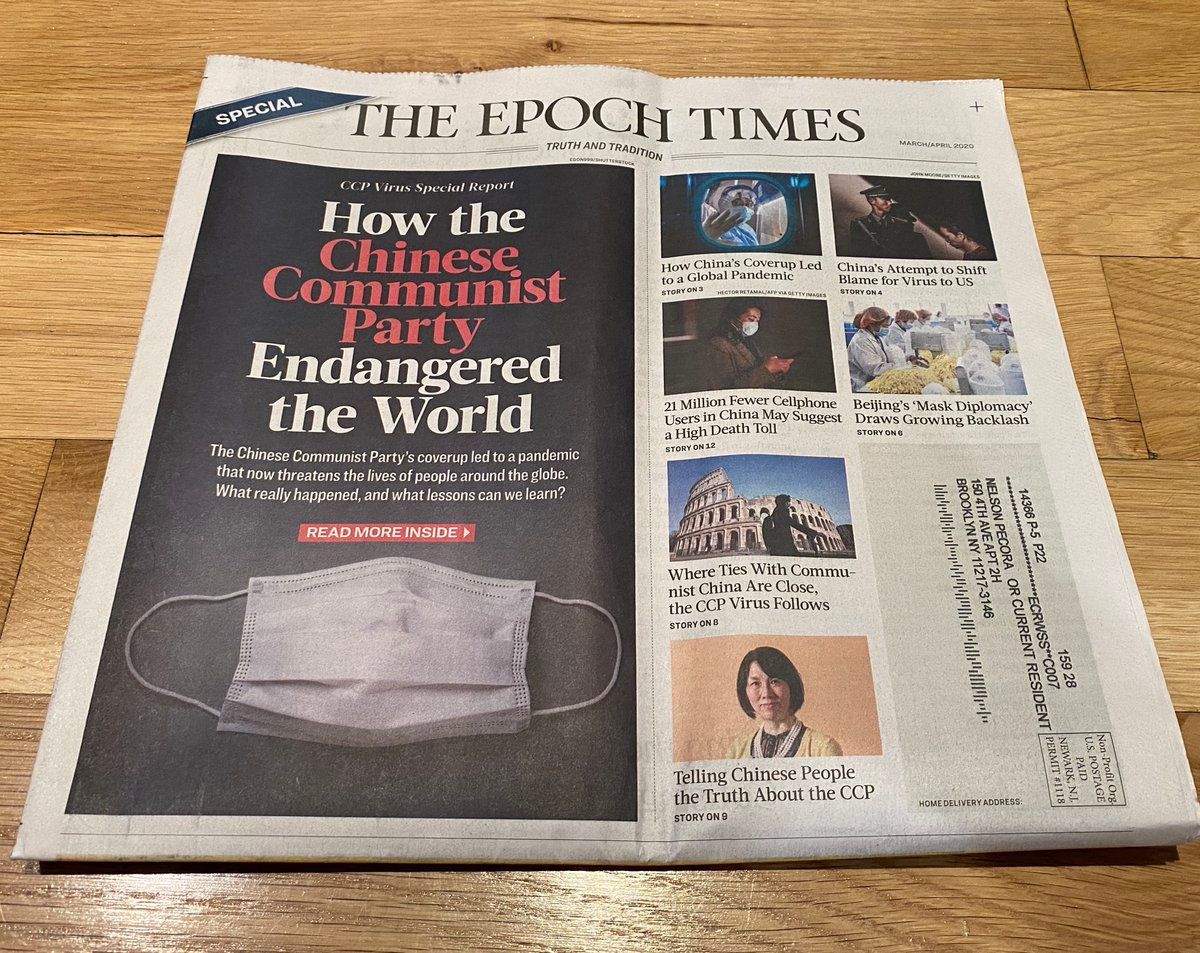 SPECIAL
THE EPOCH TIMES
TRUTH AND TRADITION
MARCH/APRIL 2020
EGON999/SHUTTERSTOCK
CCP Virus Special Report
How the
Chinese
Communist
Party
Endangered
the World
The Chinese Communist Party's coverup led to a pandemic
that now threatens the lives of people around the globe.
What really happened, and what lessons can we learn?
READ MORE INSIDE
JOHN MOORE/GETTY IMAGES
How China's Coverup Led
to a Global Pandemic
STORY ON 3
China's Attempt to Shift
Blame for Virus to US
STORY ON 4
HECTOR RETAMAL/AFP VIA GETTY IMAGES
21 Million Fewer Cellphone
Users in China May Suggest
a High Death Toll
STORY ON 12
Beijing's 'Mask Diplomacy'
Draws Growing Backlash
STORY ON 6
Where Ties With Commu-
nist China Are Close,
the CCP Virus Follows
STORY ON 8
Telling Chinese People
the Truth About the CCP
STORY ON 9
159 28
******************ECRWSS**C007
14366 P-5 P22
NELSON PECORA OR CURRENT RESIDENT
150 4TH AVE APT 2H
BROOKLYN NY 11217-3146
Non-Profit Org
U.S. POSTAGE
PAID
NEWARK, N.J.
PERMIT #1118
HOME DELIVERY ADDRESS: